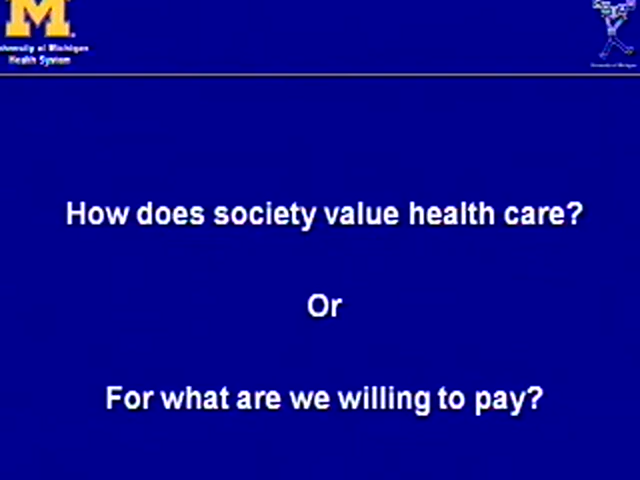 M
University of Michigan
Health System
How does society value health care?
Or
For what are we willing to pay?